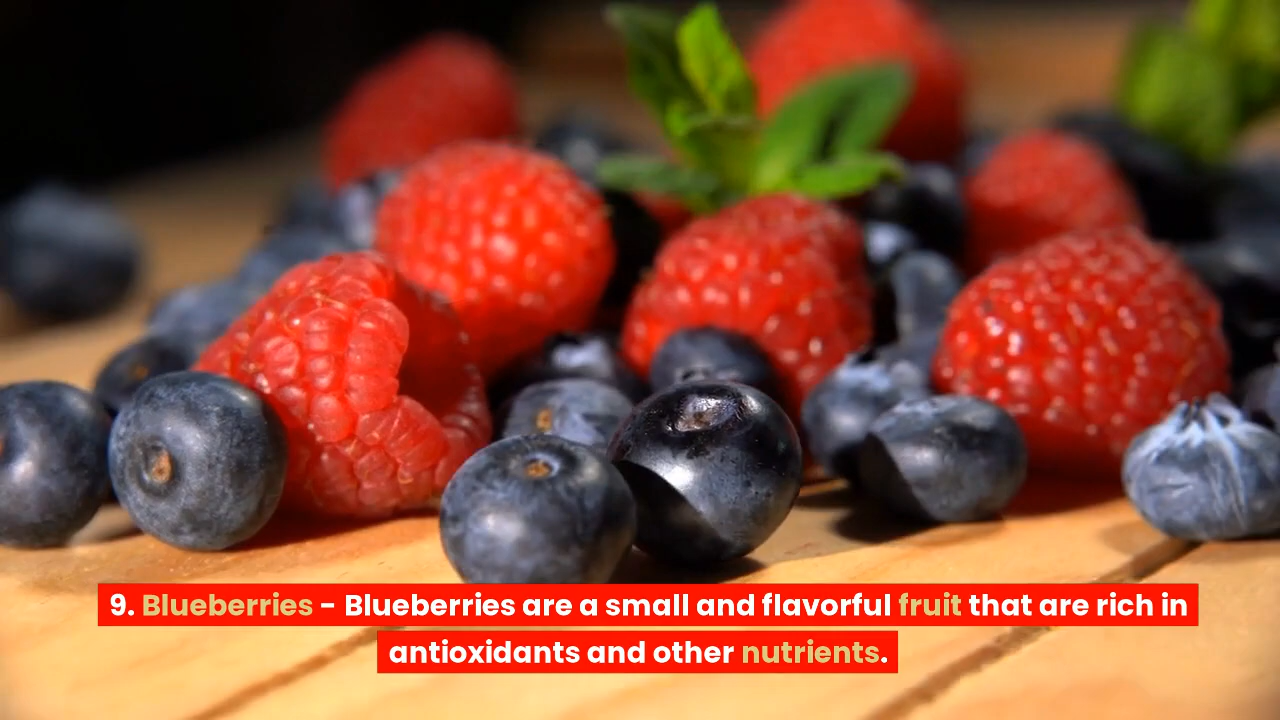 9. Blueberries - Blueberries are a small and flavorful fruit that are rich in
antioxidants and other nutrients.